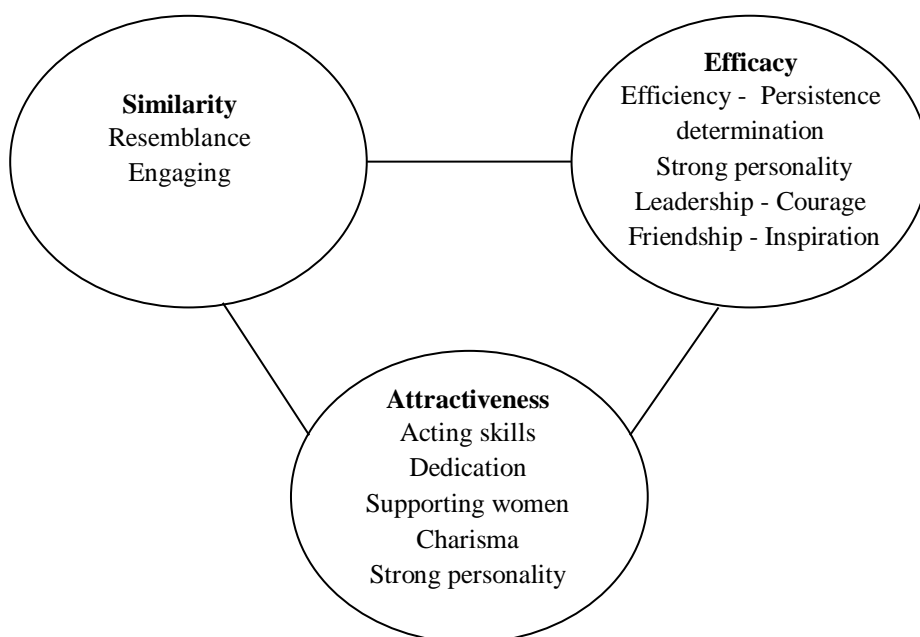 Similarity
Resemblance
Engaging
Efficacy
Efficiency - Persistence
determination
Strong personality
Leadership - Courage
Friendship - Inspiration
Attractiveness
Acting skills
Dedication
Supporting women
Charisma
Strong personality